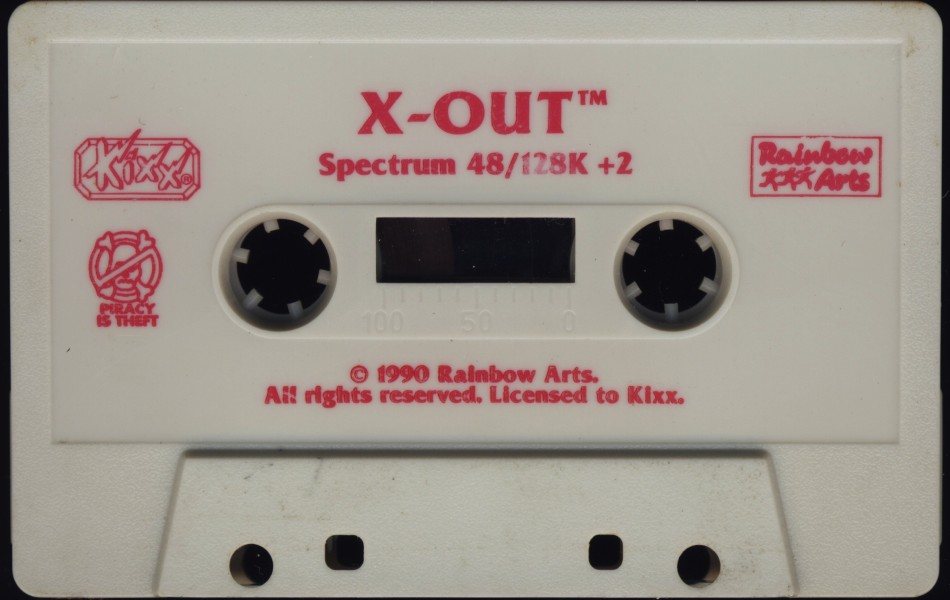 X-OUT™
Spectrum 48/128K +2
Kixx®
Rainbow
Arts
PIRACY
IS THEFT
100 50 0
© 1990 Rainbow Arts.
All rights reserved. Licensed to Kixx.